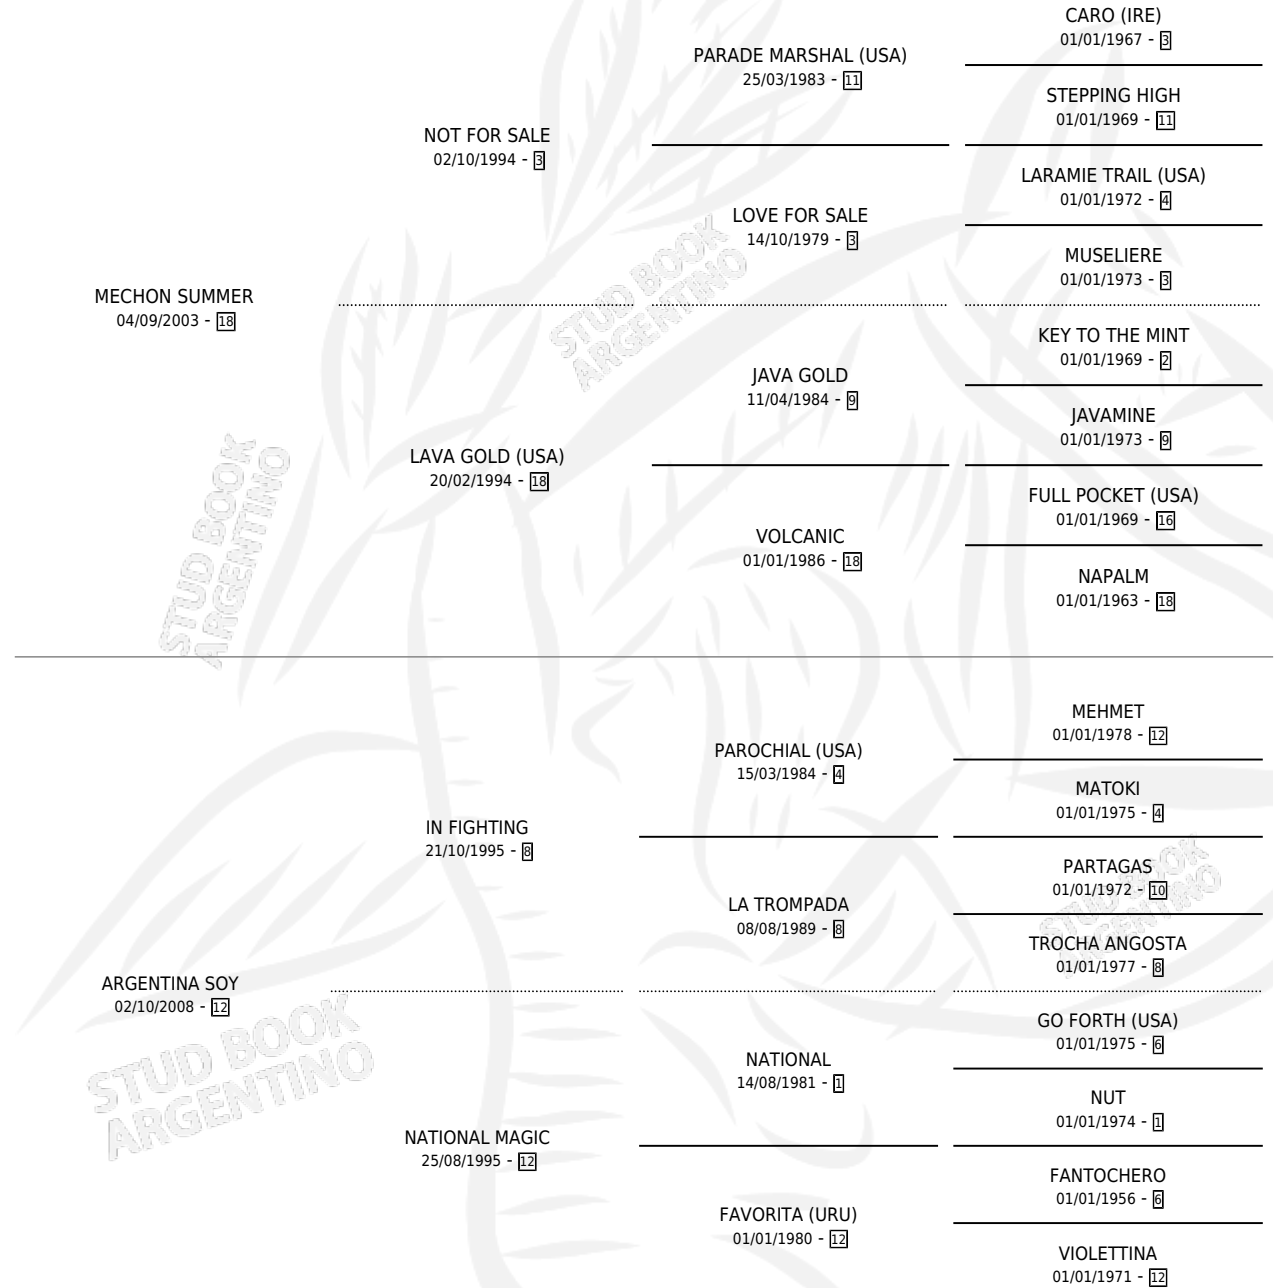 CARO (IRE)
01/01/1967 - 3
PARADE MARSHAL (USA)
25/03/1983 - 11
STEPPING HIGH
01/01/1969 - 11
NOT FOR SALE
02/10/1994 - 3
LARAMIE TRAIL (USA)
01/01/1972 - 4
LOVE FOR SALE
14/10/1979 - 3
MUSELIERE
01/01/1973 - 3
MECHON SUMMER
04/09/2003 - 18
KEY TO THE MINT
01/01/1969 - 2
JAVA GOLD
11/04/1984 - 9
JAVAMINE
01/01/1973 - 9
LAVA GOLD (USA)
20/02/1994 - 18
FULL POCKET (USA)
01/01/1969 - 16
VOLCANIC
01/01/1986 - 18
NAPALM
01/01/1963 - 18
STUD BOOK
ARGENTINO
STUD BOOK
ARGENTINO
MEHMET
01/01/1978 - 12
PAROCHIAL (USA)
15/03/1984 - 4
MATOKI
01/01/1975 - 4
IN FIGHTING
21/10/1995 - 8
PARTAGAS
01/01/1972 - 10
LA TROMPADA
08/08/1989 - 8
TROCHA ANGOSTA
01/01/1977 - 8
ARGENTINA SOY
02/10/2008 - 12
GO FORTH (USA)
01/01/1975 - 6
NATIONAL
14/08/1981 - 1
NUT
01/01/1974 - 1
NATIONAL MAGIC
25/08/1995 - 12
FANTOCHERO
01/01/1956 - 6
FAVORITA (URU)
01/01/1980 - 12
VIOLETTINA
01/01/1971 - 12
STUD BOOK
ARGENTINO
STUD BOOK
ARGENTINO